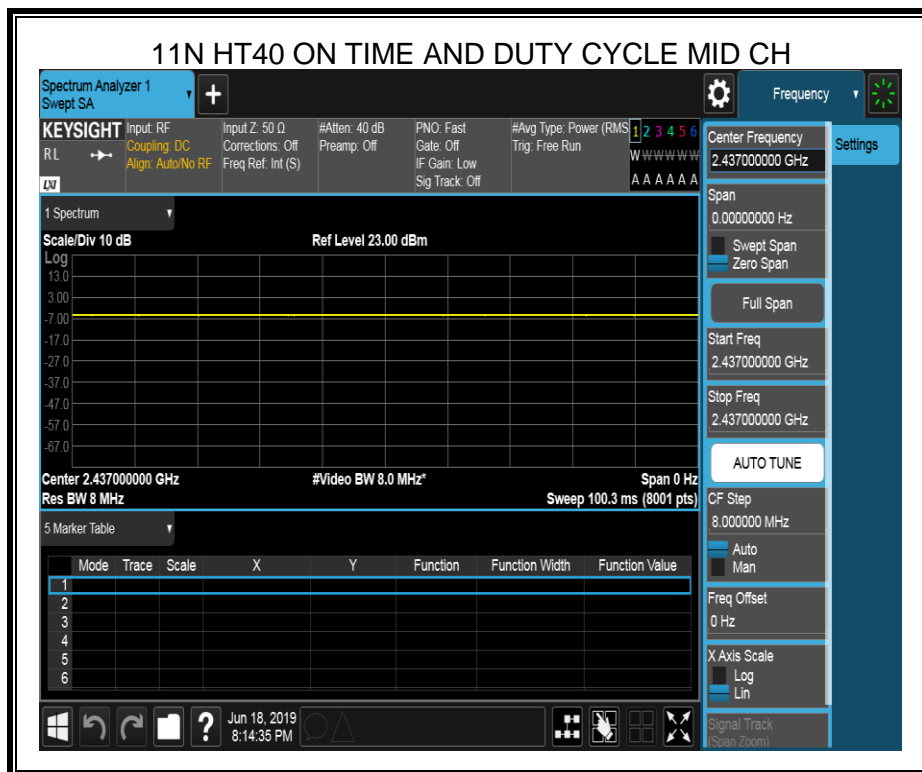 11N HT40 ON TIME AND DUTY CYCLE MID CH
Spectrum Analyzer 1
Swept SA
+
Frequency
KEYSIGHT
RL
LXI
Input: RF
Coupling: DC
Align: Auto/No RF
Input Z: 50 Ω
Corrections: Off
Freq Ref: Int (S)
#Atten: 40 dB
Preamp: Off
PNO: Fast
Gate: Off
IF Gain: Low
Sig Track: Off
#Avg Type: Power (RMS
Trig: Free Run
1 2 3 4 5 6
W W W W W W
A A A A A A
1 Spectrum
Scale/Div 10 dB
Ref Level 23.00 dBm
Log
13.0
3.00
-7.00
-17.0
-27.0
-37.0
-47.0
-57.0
-67.0
Center 2.437000000 GHz
#Video BW 8.0 MHz*
Span 0 Hz
Res BW 8 MHz
Sweep 100.3 ms (8001 pts)
5 Marker Table
Mode Trace Scale X Y Function Function Width Function Value
1
2
3
4
5
6
?
Jun 18, 2019
8:14:35 PM
Center Frequency
2.437000000 GHz
Settings
Span
0.00000000 Hz
Swept Span
Zero Span
Full Span
Start Freq
2.437000000 GHz
Stop Freq
2.437000000 GHz
AUTO TUNE
CF Step
8.000000 MHz
Auto
Man
Freq Offset
0 Hz
X Axis Scale
Log
Lin
Signal Track
(Span Zoom)